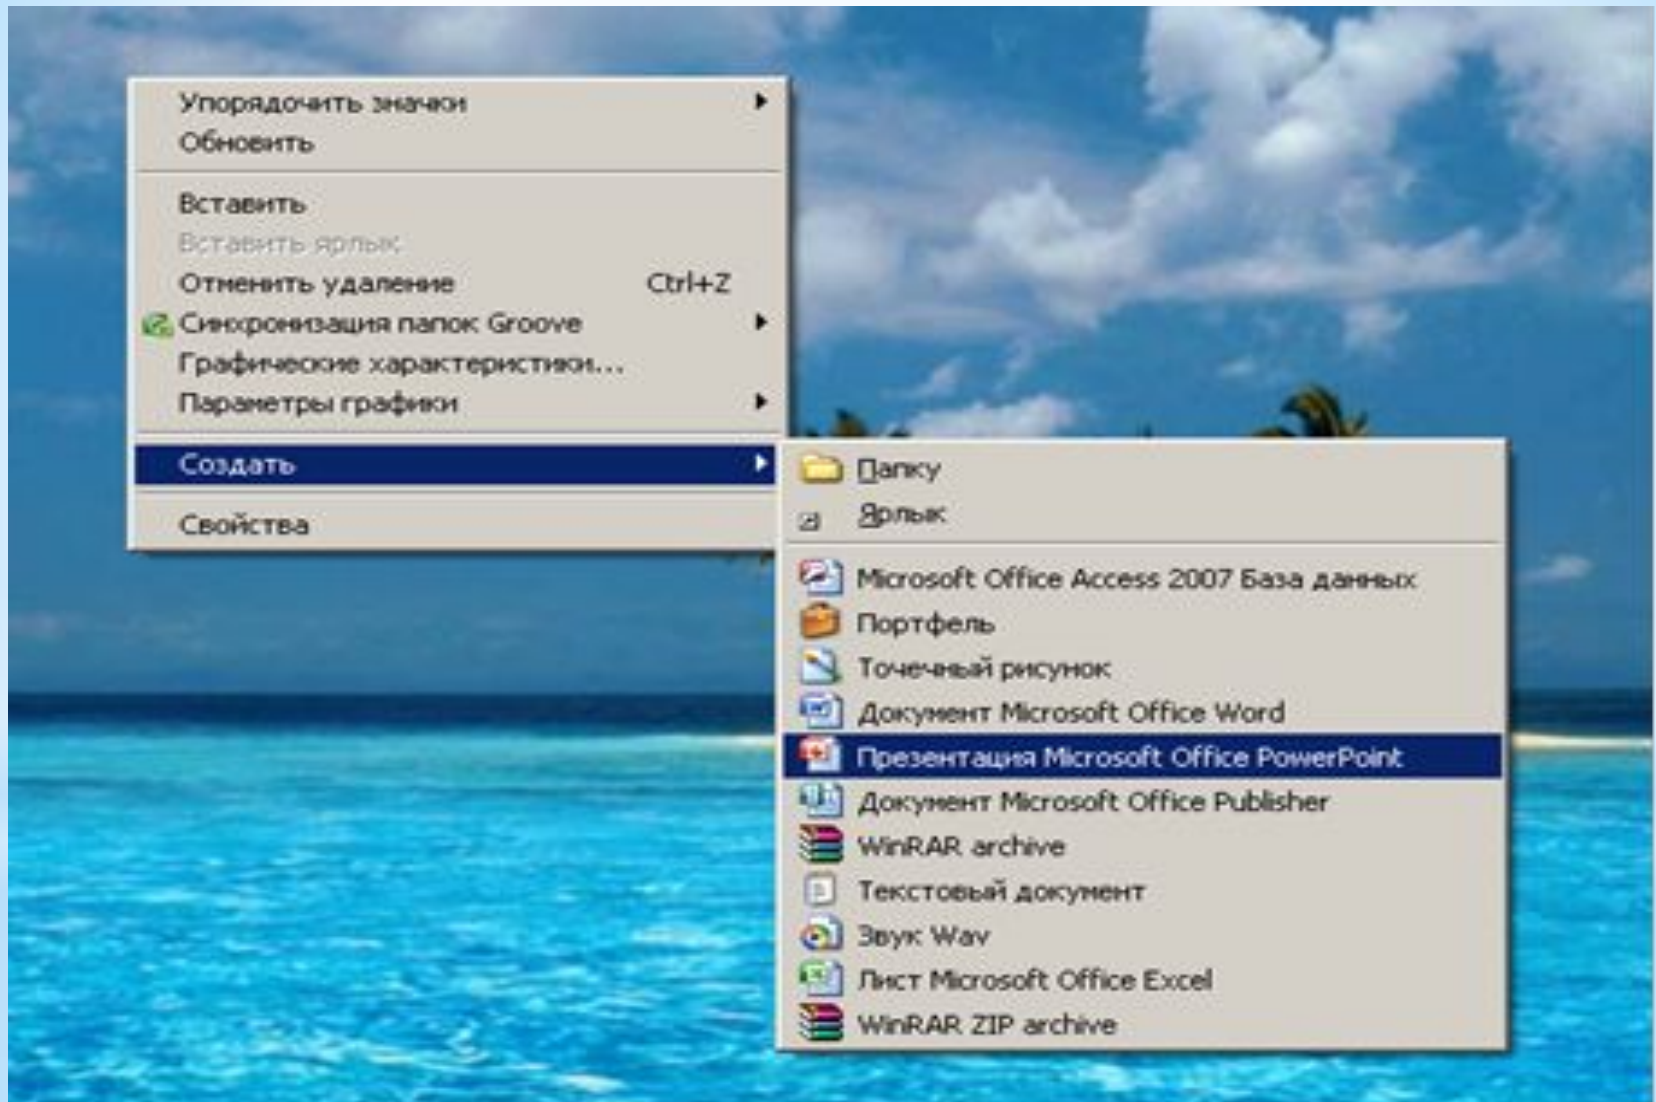 Упорядочить значки
Обновить
Вставить
Вставить ярлык
Отменить удаление Ctrl+Z
Синхронизация папок Groove
Графические характеристики...
Параметры графики
Создать
Свойства
Папку
Ярлык
Microsoft Office Access 2007 База данных
Портфель
Точечный рисунок
Документ Microsoft Office Word
Презентация Microsoft Office PowerPoint
Документ Microsoft Office Publisher
WinRAR archive
Текстовый документ
Звук Wav
Лист Microsoft Office Excel
WinRAR ZIP archive